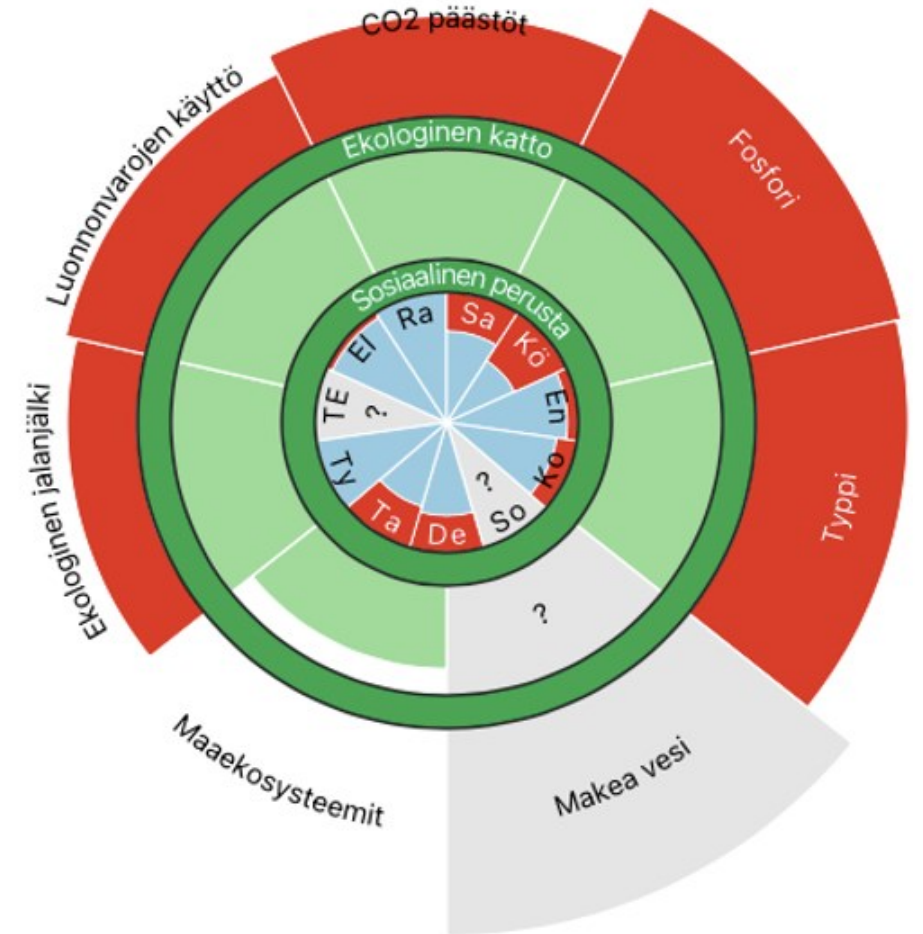 CO2 päästöt
Fosfori
Typpi
Makea vesi
?
Maaekosysteemit
Ekologinen jalanjälki
Luonnonvarojen käyttö
Ekologinen katto
Sosiaalinen perusta
Sa
Kö
En
Ko
So
?
De
Ta
Ty
TE
?
El
Ra